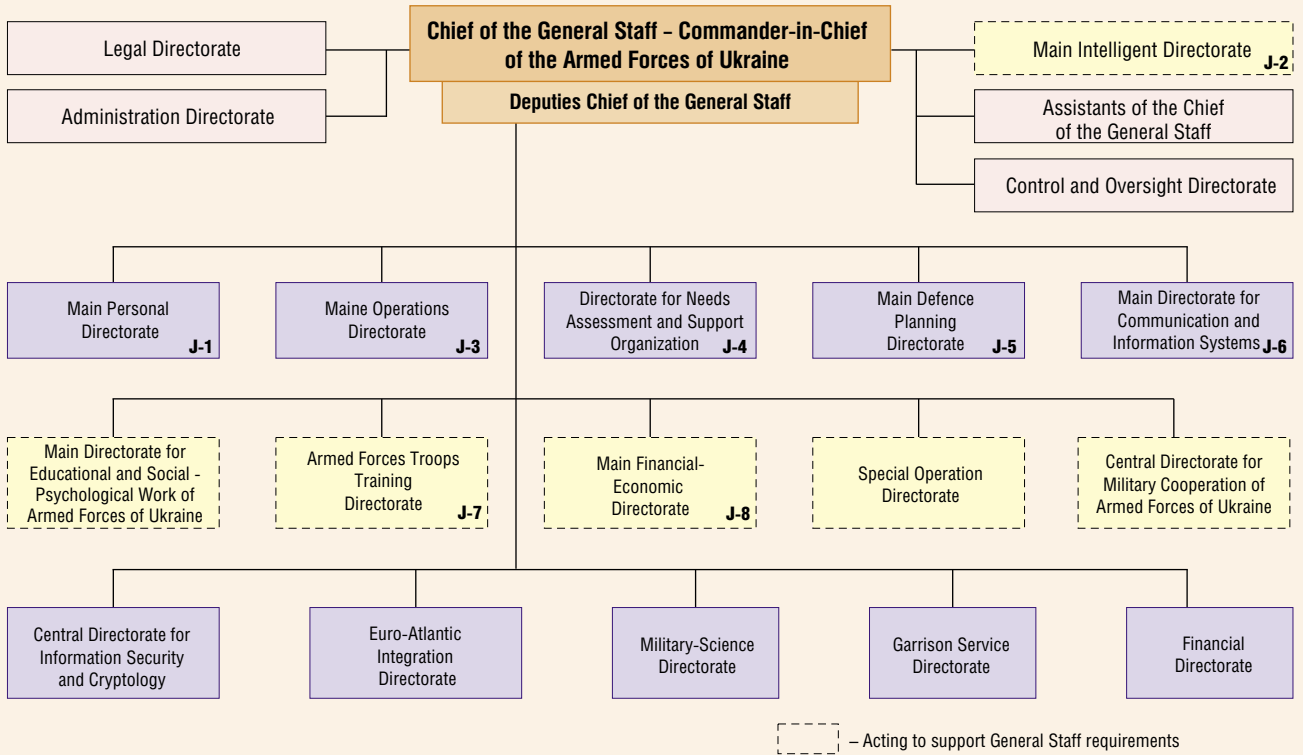 Legal Directorate
Administration Directorate
Chief of the General Staff – Commander-in-Chief
of the Armed Forces of Ukraine
Deputies Chief of the General Staff
Main Intelligent Directorate
J-2
Assistants of the Chief
of the General Staff
Control and Oversight Directorate
Main Personal
Directorate
J-1
Maine Operations
Directorate
J-3
Directorate for Needs
Assessment and Support
Organization
J-4
Main Defence
Planning
Directorate
J-5
Main Directorate for
Communication and
Information Systems
J-6
Main Directorate for
Educational and Social -
Psychological Work of
Armed Forces of Ukraine
Armed Forces Troops
Training
Directorate
J-7
Main Financial-
Economic
Directorate
J-8
Special Operation
Directorate
Central Directorate for
Military Cooperation of
Armed Forces of Ukraine
Central Directorate for
Information Security
and Cryptology
Euro-Atlantic
Integration
Directorate
Military-Science
Directorate
Garrison Service
Directorate
Financial
Directorate
– Acting to support General Staff requirements